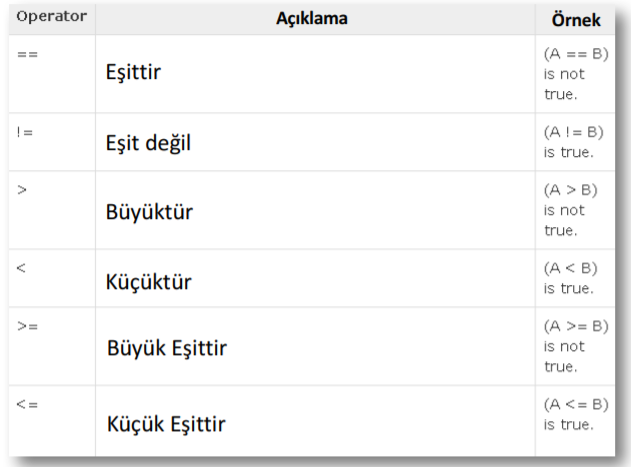 Operator Açıklama Örnek
== Eşittir (A == B)
is not
true.
!= Eşit değil (A != B)
is true.
> Büyüktür (A > B)
is not
true.
< Küçüktür (A < B)
is true.
>= Büyük Eşittir (A >= B)
is not
true.
<= Küçük Eşittir (A <= B)
is true.